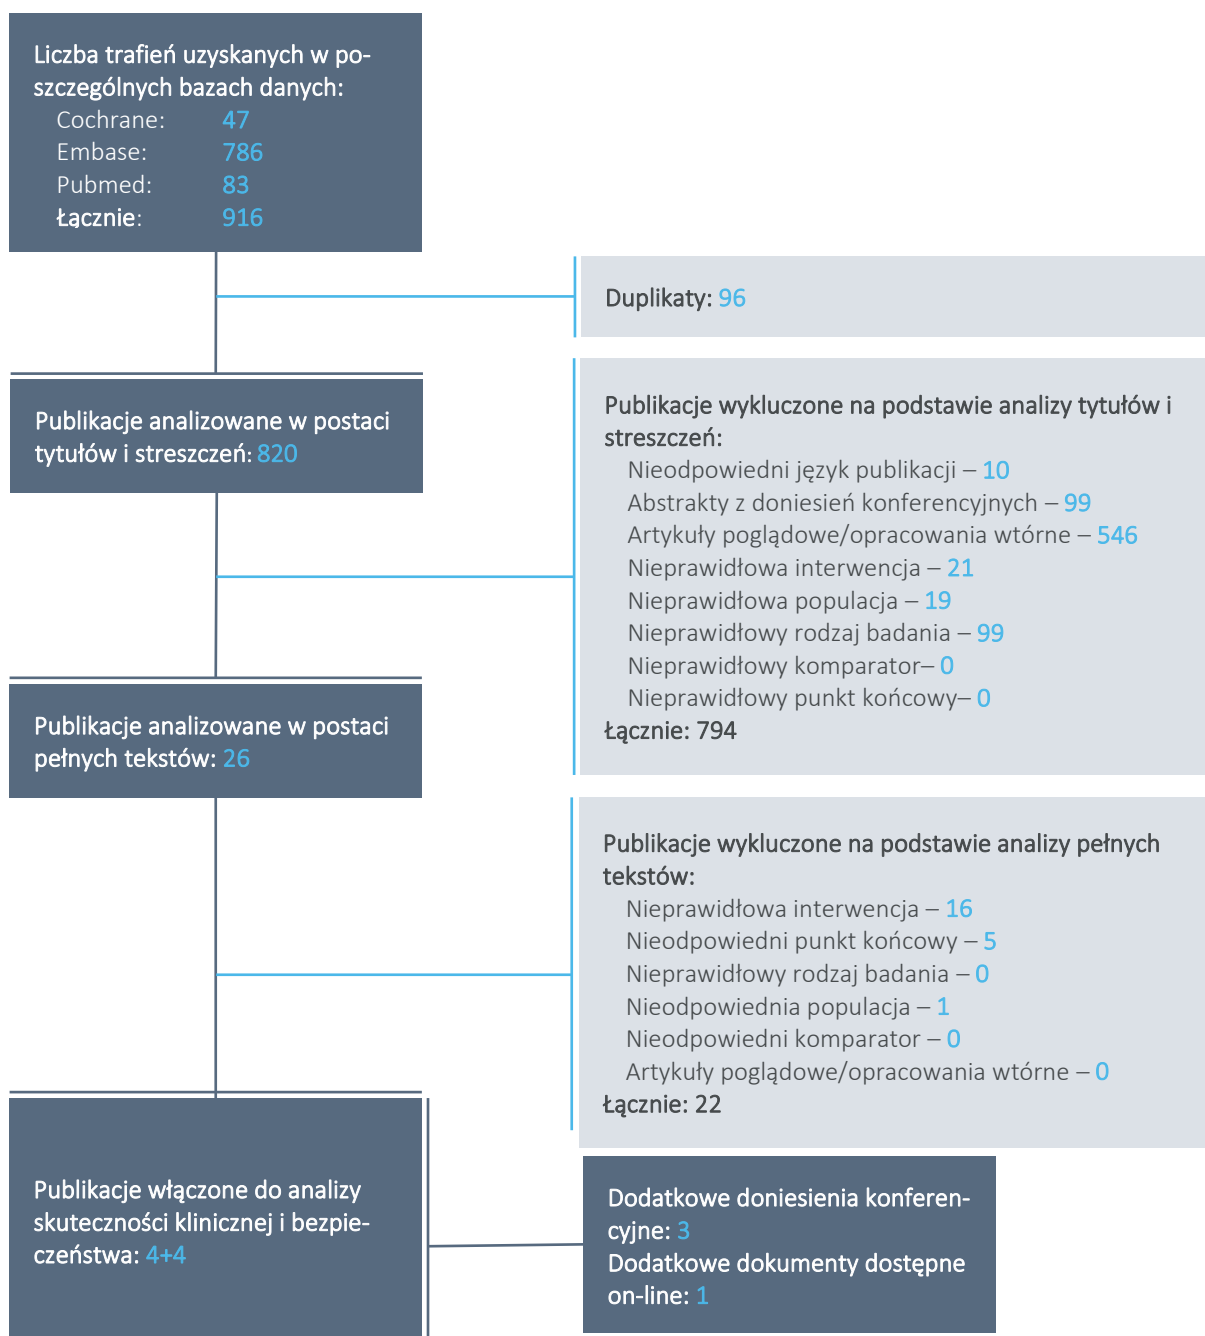 Liczba trafień uzyskanych w po-
szczególnych bazach danych:
Cochrane: 47
Embase: 786
Pubmed: 83
Łącznie: 916
Duplikaty: 96
Publikacje analizowane w postaci
tytułów i streszczeń: 820
Publikacje wykluczone na podstawie analizy tytułów i
streszczeń:
Nieodpowiedni język publikacji – 10
Abstrakty z doniesień konferencyjnych – 99
Artykuły poglądowe/opracowania wtórne – 546
Nieprawidłowa interwencja – 21
Nieprawidłowa populacja – 19
Nieprawidłowy rodzaj badania – 99
Nieprawidłowy komparator– 0
Nieprawidłowy punkt końcowy– 0
Łącznie: 794
Publikacje analizowane w postaci
pełnych tekstów: 26
Publikacje wykluczone na podstawie analizy pełnych
tekstów:
Nieprawidłowa interwencja – 16
Nieodpowiedni punkt końcowy – 5
Nieprawidłowy rodzaj badania – 0
Nieodpowiednia populacja – 1
Nieodpowiedni komparator – 0
Artykuły poglądowe/opracowania wtórne – 0
Łącznie: 22
Publikacje włączone do analizy
skuteczności klinicznej i bezpie-
czeństwa: 4+4
Dodatkowe doniesienia konferen-
cyjne: 3
Dodatkowe dokumenty dostępne
on-line: 1